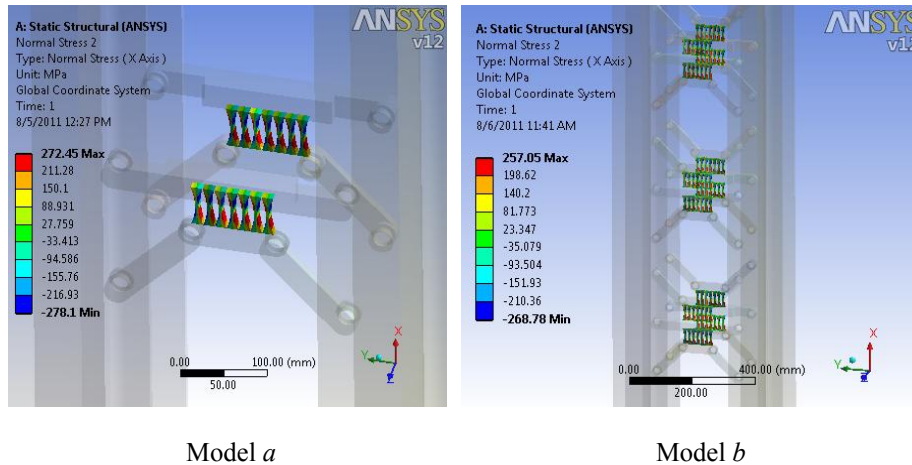 ANSYS
v12
A: Static Structural (ANSYS)
Normal Stress 2
Type: Normal Stress ( X Axis )
Unit: MPa
Global Coordinate System
Time: 1
8/5/2011 12:27 PM
272.45 Max
211.28
150.1
88.931
27.759
-33.413
-94.586
-155.76
-216.93
-278.1 Min
0.00
100.00 (mm)
50.00
X
Y
Z
ANSYS
v12
A: Static Structural (ANSYS)
Normal Stress 2
Type: Normal Stress ( X Axis )
Unit: MPa
Global Coordinate System
Time: 1
8/6/2011 11:41 AM
257.05 Max
198.62
140.2
81.773
23.347
-35.079
-93.504
-151.93
-210.36
-268.78 Min
0.00
400.00 (mm)
200.00
X
Y
Z
Model a
Model b